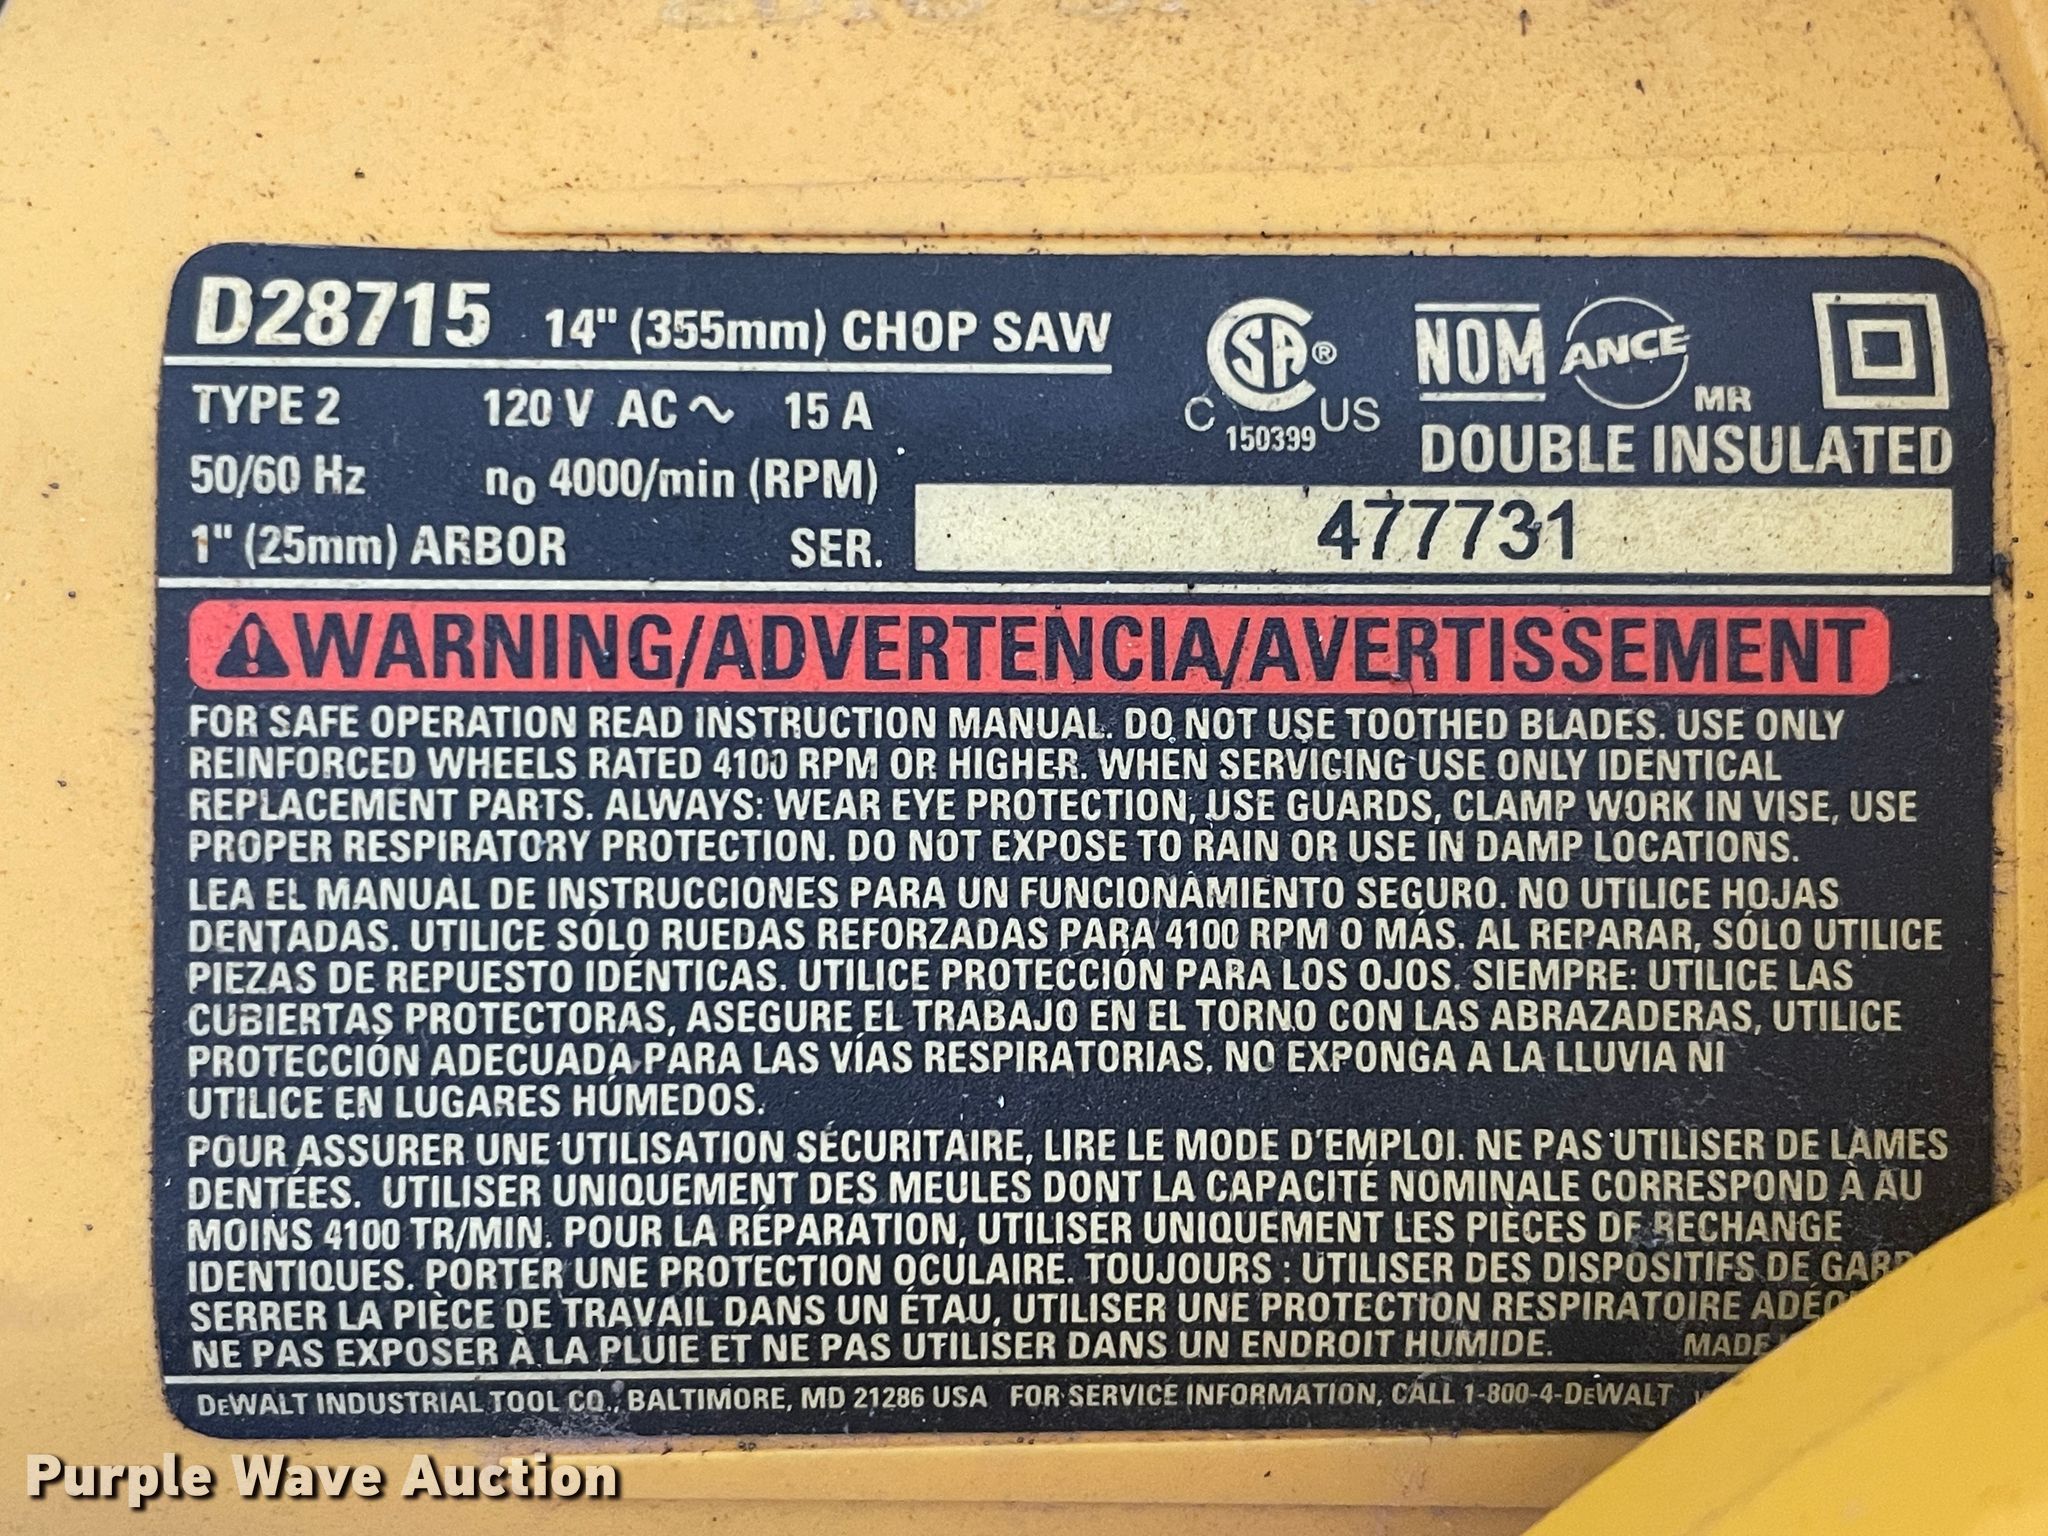 D28715 14" (355mm) CHOP SAW
TYPE 2 120 V AC ~ 15 A
50/60 Hz no 4000/min (RPM)
1" (25mm) ARBOR SER. 477731
CSA ®
C US
150399
NOM ANCE MR
DOUBLE INSULATED
WARNING/ADVERTENCIA/AVERTISSEMENT
FOR SAFE OPERATION READ INSTRUCTION MANUAL. DO NOT USE TOOTHED BLADES. USE ONLY
REINFORCED WHEELS RATED 4100 RPM OR HIGHER. WHEN SERVICING USE ONLY IDENTICAL
REPLACEMENT PARTS. ALWAYS: WEAR EYE PROTECTION, USE GUARDS, CLAMP WORK IN VISE, USE
PROPER RESPIRATORY PROTECTION. DO NOT EXPOSE TO RAIN OR USE IN DAMP LOCATIONS.
LEA EL MANUAL DE INSTRUCCIONES PARA UN FUNCIONAMIENTO SEGURO. NO UTILICE HOJAS
DENTADAS. UTILICE SÓLO RUEDAS REFORZADAS PARA 4100 RPM O MÁS. AL REPARAR, SÓLO UTILICE
PIEZAS DE REPUESTO IDÉNTICAS. UTILICE PROTECCIÓN PARA LOS OJOS. SIEMPRE: UTILICE LAS
CUBIERTAS PROTECTORAS, ASEGURE EL TRABAJO EN EL TORNO CON LAS ABRAZADERAS, UTILICE
PROTECCIÓN ADECUADA PARA LAS VÍAS RESPIRATORIAS. NO EXPONGA A LA LLUVIA NI
UTILICE EN LUGARES HÚMEDOS.
POUR ASSURER UNE UTILISATION SÉCURITAIRE, LIRE LE MODE D'EMPLOI. NE PAS UTILISER DE LAMES
DENTÉES. UTILISER UNIQUEMENT DES MEULES DONT LA CAPACITÉ NOMINALE CORRESPOND À AU
MOINS 4100 TR/MIN. POUR LA RÉPARATION, UTILISER UNIQUEMENT LES PIÈCES DE RECHANGE
IDENTIQUES. PORTER UNE PROTECTION OCULAIRE. TOUJOURS : UTILISER DES DISPOSITIFS DE
SERRER LA PIÈCE DE TRAVAIL DANS UN ÉTAU, UTILISER UNE PROTECTION RESPIRATOIRE
NE PAS EXPOSER À LA PLUIE ET NE PAS UTILISER DANS UN ENDROIT HUMIDE. MADE
DEWALT INDUSTRIAL TOOL CO., BALTIMORE, MD 21286 USA FOR SERVICE INFORMATION, CALL 1-800-4-DEWALT
Purple Wave Auction